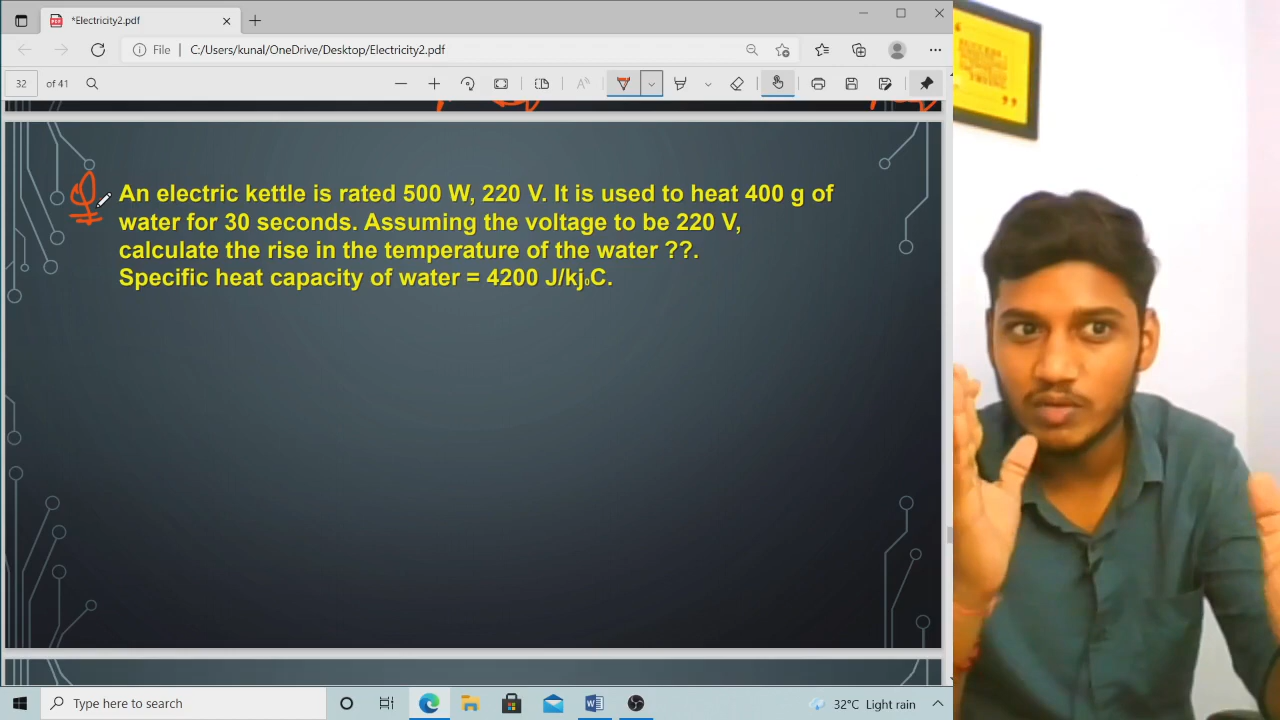 *Electricity2.pdf
File | C:/Users/kunal/OneDrive/Desktop/Electricity2.pdf
32 of 41
Q
An electric kettle is rated 500 W, 220 V. It is used to heat 400 g of
water for 30 seconds. Assuming the voltage to be 220 V,
calculate the rise in the temperature of the water ??.
Specific heat capacity of water = 4200 J/kj0C.
Type here to search
32°C Light rain